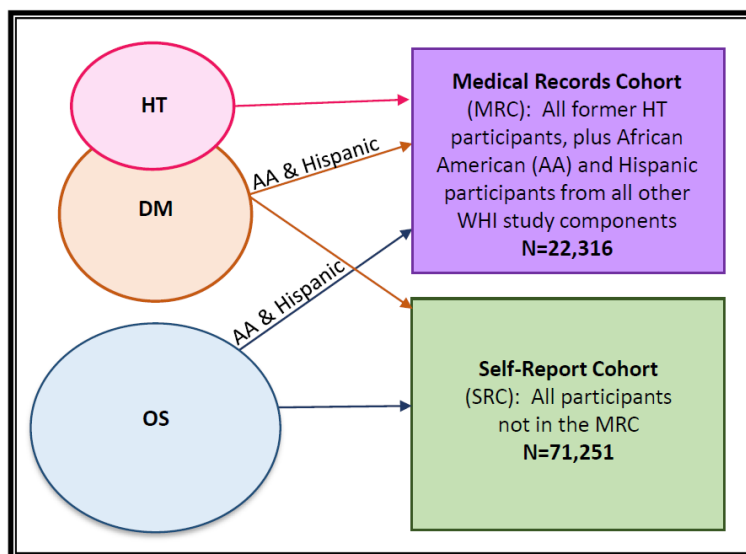 HT
DM
OS
AA & Hispanic
AA & Hispanic
Medical Records Cohort
(MRC): All former HT
participants, plus African
American (AA) and Hispanic
participants from all other
WHI study components
N=22,316
Self-Report Cohort
(SRC): All participants
not in the MRC
N=71,251